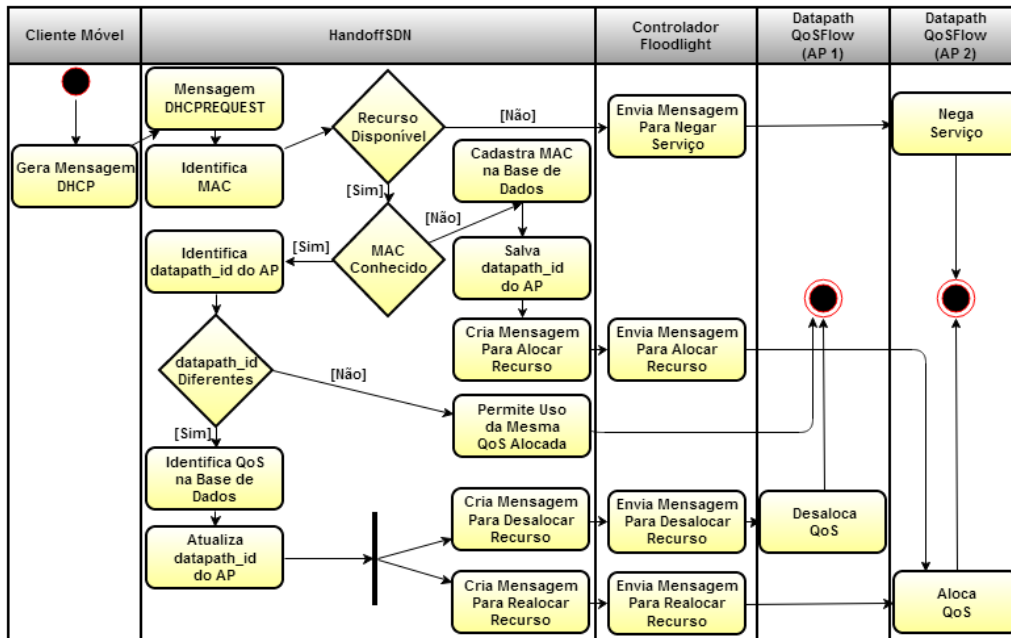 Cliente Móvel
HandoffSDN
Controlador
Floodlight
Datapath
QoSFlow
(AP 1)
Datapath
QoSFlow
(AP 2)
Mensagem
DHCPREQUEST
Recurso
Disponível
[Não]
Envia Mensagem
Para Negar
Serviço
Nega
Serviço
Gera Mensagem
DHCP
Identifica
MAC
Cadastra MAC
na Base de
Dados
[Sim]
[Não]
Identifica
datapath_id do AP
[Sim]
MAC
Conhecido
Salva
datapath_id
do AP
Cria Mensagem
Para Alocar
Recurso
Envia Mensagem
Para Alocar
Recurso
datapath_id
Diferentes
[Não]
Permite Uso
da Mesma
QoS Alocada
[Sim]
Identifica QoS
na Base de
Dados
Cria Mensagem
Para Desalocar
Recurso
Envia Mensagem
Para Desalocar
Recurso
Desaloca
QoS
Atualiza
datapath_id
do AP
Cria Mensagem
Para Realocar
Recurso
Envia Mensagem
Para Realocar
Recurso
Aloca
QoS